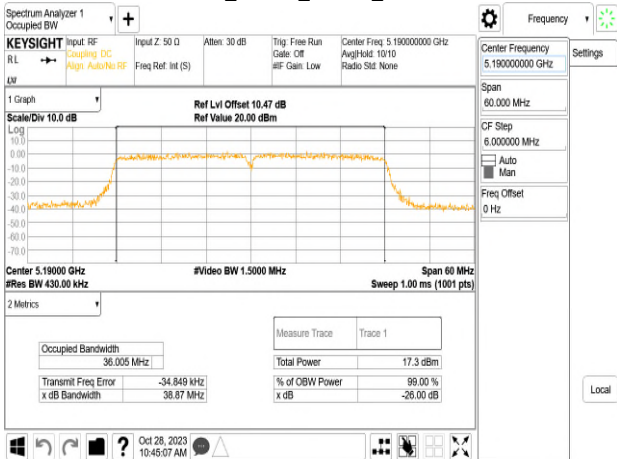 Spectrum Analyzer 1
Occupied BW
+
Frequency
KEYSIGHT
RL
Input: RF
Coupling: DC
Align: Auto/No RF
Input Z: 50 Ω
Freq Ref: Int (S)
Atten: 30 dB
Trig: Free Run
Gate: Off
#IF Gain: Low
Center Freq: 5.190000000 GHz
Avg|Hold: 10/10
Radio Std: None
Center Frequency
5.190000000 GHz
Settings
Span
60.000 MHz
CF Step
6.000000 MHz
Auto
Man
Freq Offset
0 Hz
Local
1 Graph
Scale/Div 10.0 dB
Ref Lvl Offset 10.47 dB
Ref Value 20.00 dBm
Log
10.0
0.00
-10.0
-20.0
-30.0
-40.0
-50.0
-60.0
-70.0
Center 5.19000 GHz
#Res BW 430.00 kHz
#Video BW 1.5000 MHz
Span 60 MHz
Sweep 1.00 ms (1001 pts)
2 Metrics
Measure Trace Trace 1
Occupied Bandwidth
36.005 MHz
Total Power 17.3 dBm
Transmit Freq Error -34.849 kHz
% of OBW Power 99.00 %
x dB Bandwidth 38.87 MHz
x dB -26.00 dB
?
Oct 28, 2023
10:45:07 AM